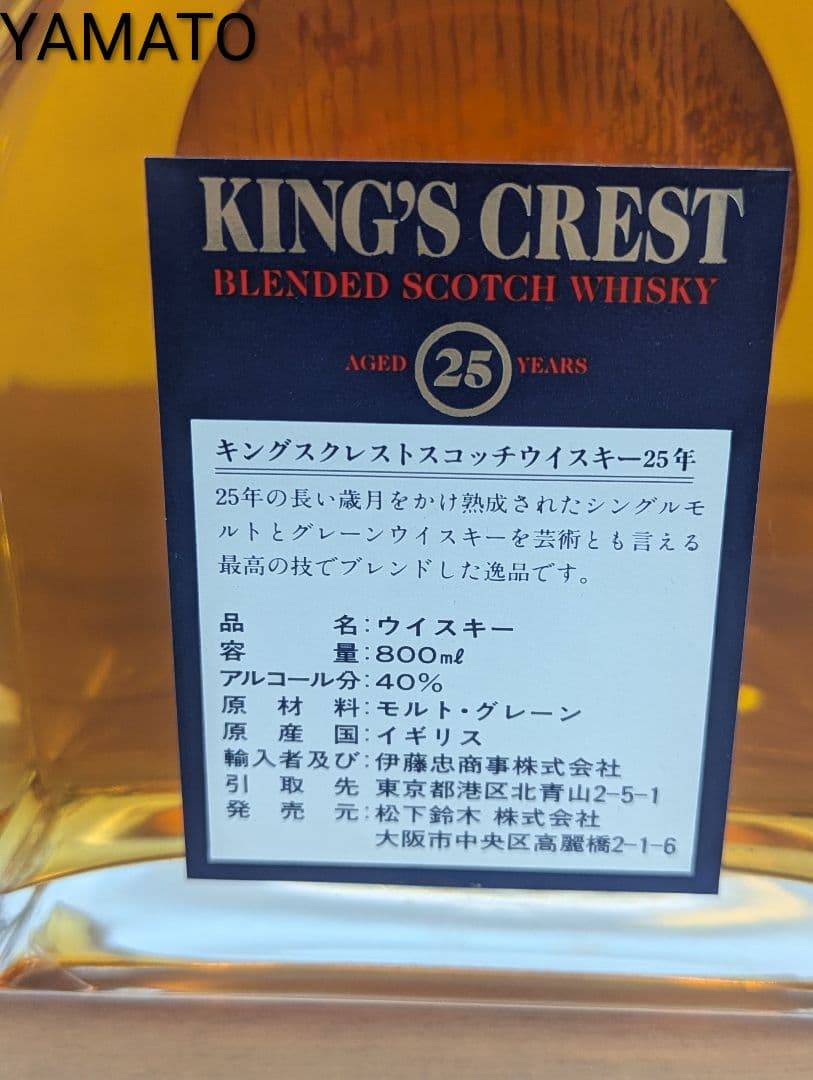 YAMATO
KING'S CREST
BLENDED SCOTCH WHISKY
AGED 25 YEARS
キングスクレストスコッチウイスキー25年
25年の長い歳月をかけ熟成されたシングルモ
ルトとグレーンウイスキーを芸術とも言える
最高の技でブレンドした逸品です。
品名:ウイスキー
容量:800㎖
アルコール分:40%
原材料:モルト・グレーン
原産国:イギリス
輸入者及び:伊藤忠商事株式会社
引取先 東京都港区北青山2-5-1
発売元:松下鈴木 株式会社
大阪市中央区高麗橋2-1-6